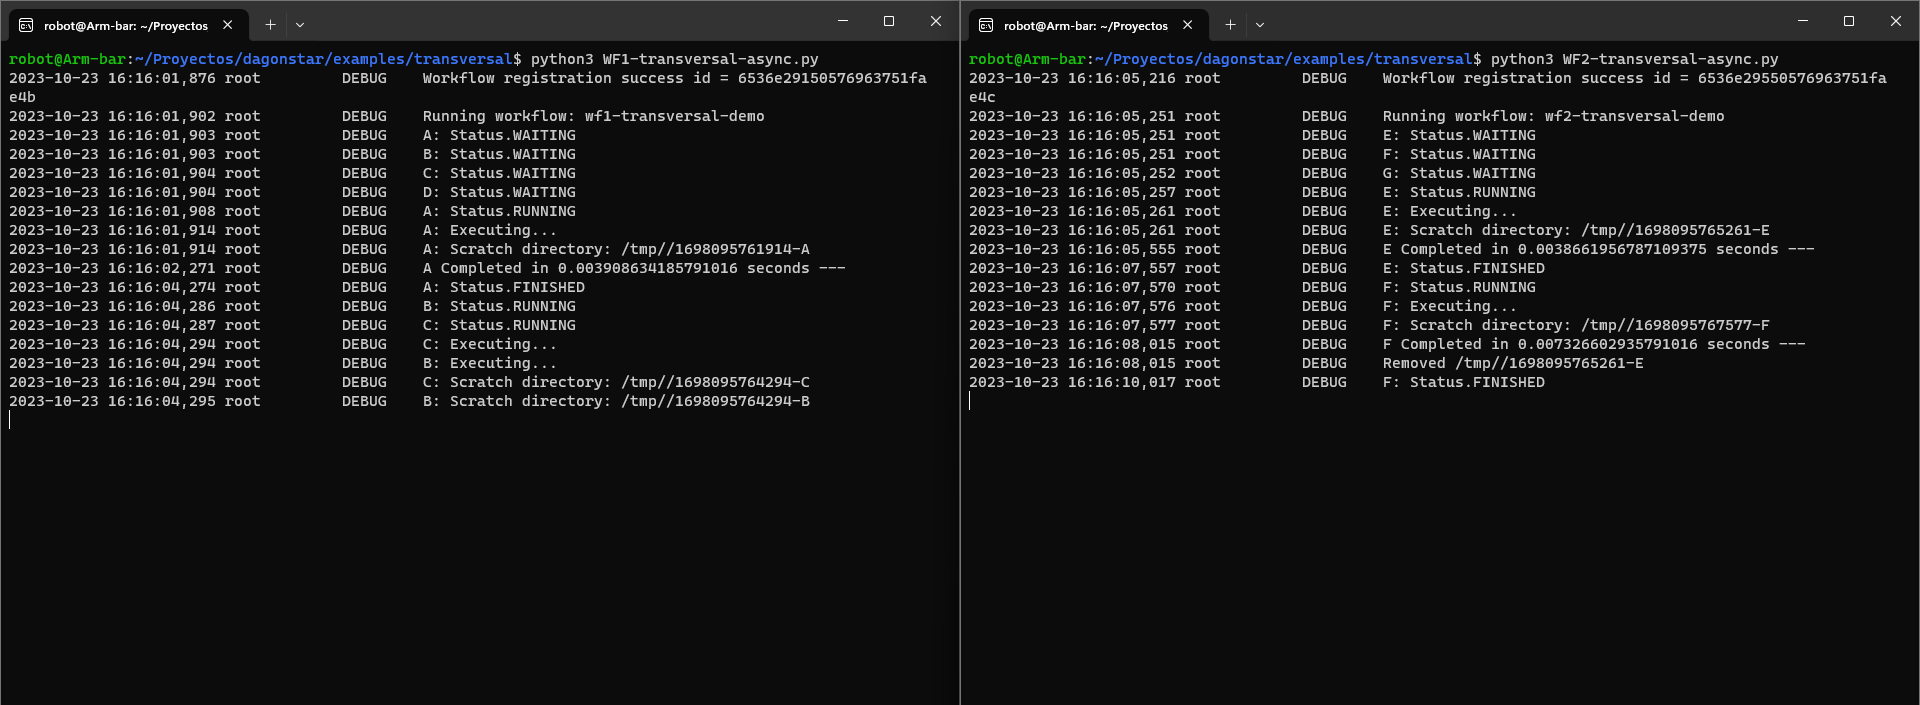 robot@Arm-bar: ~/Proyectos
robot@Arm-bar:~/Proyectos/dagonstar/examples/transversal$ python3 WF1-transversal-async.py
2023-10-23 16:16:01,876 root         DEBUG    Workflow registration success id = 6536e29150576963751fa
e4b
2023-10-23 16:16:01,902 root         DEBUG    Running workflow: wf1-transversal-demo
2023-10-23 16:16:01,903 root         DEBUG    A: Status.WAITING
2023-10-23 16:16:01,903 root         DEBUG    B: Status.WAITING
2023-10-23 16:16:01,904 root         DEBUG    C: Status.WAITING
2023-10-23 16:16:01,904 root         DEBUG    D: Status.WAITING
2023-10-23 16:16:01,908 root         DEBUG    A: Status.RUNNING
2023-10-23 16:16:01,914 root         DEBUG    A: Executing...
2023-10-23 16:16:01,914 root         DEBUG    A: Scratch directory: /tmp//1698095761914-A
2023-10-23 16:16:02,271 root         DEBUG    A Completed in 0.003908634185791016 seconds ---
2023-10-23 16:16:04,274 root         DEBUG    A: Status.FINISHED
2023-10-23 16:16:04,286 root         DEBUG    B: Status.RUNNING
2023-10-23 16:16:04,287 root         DEBUG    C: Status.RUNNING
2023-10-23 16:16:04,294 root         DEBUG    C: Executing...
2023-10-23 16:16:04,294 root         DEBUG    B: Executing...
2023-10-23 16:16:04,294 root         DEBUG    C: Scratch directory: /tmp//1698095764294-C
2023-10-23 16:16:04,295 root         DEBUG    B: Scratch directory: /tmp//1698095764294-B
robot@Arm-bar: ~/Proyectos
robot@Arm-bar:~/Proyectos/dagonstar/examples/transversal$ python3 WF2-transversal-async.py
2023-10-23 16:16:05,216 root         DEBUG    Workflow registration success id = 6536e29550576963751fa
e4c
2023-10-23 16:16:05,251 root         DEBUG    Running workflow: wf2-transversal-demo
2023-10-23 16:16:05,251 root         DEBUG    E: Status.WAITING
2023-10-23 16:16:05,251 root         DEBUG    F: Status.WAITING
2023-10-23 16:16:05,252 root         DEBUG    G: Status.WAITING
2023-10-23 16:16:05,257 root         DEBUG    E: Status.RUNNING
2023-10-23 16:16:05,261 root         DEBUG    E: Executing...
2023-10-23 16:16:05,261 root         DEBUG    E: Scratch directory: /tmp//1698095765261-E
2023-10-23 16:16:05,555 root         DEBUG    E Completed in 0.0038661956787109375 seconds ---
2023-10-23 16:16:07,557 root         DEBUG    E: Status.FINISHED
2023-10-23 16:16:07,570 root         DEBUG    F: Status.RUNNING
2023-10-23 16:16:07,576 root         DEBUG    F: Executing...
2023-10-23 16:16:07,577 root         DEBUG    F: Scratch directory: /tmp//1698095767577-F
2023-10-23 16:16:08,015 root         DEBUG    F Completed in 0.007326602935791016 seconds ---
2023-10-23 16:16:08,015 root         DEBUG    Removed /tmp//1698095765261-E
2023-10-23 16:16:10,017 root         DEBUG    F: Status.FINISHED